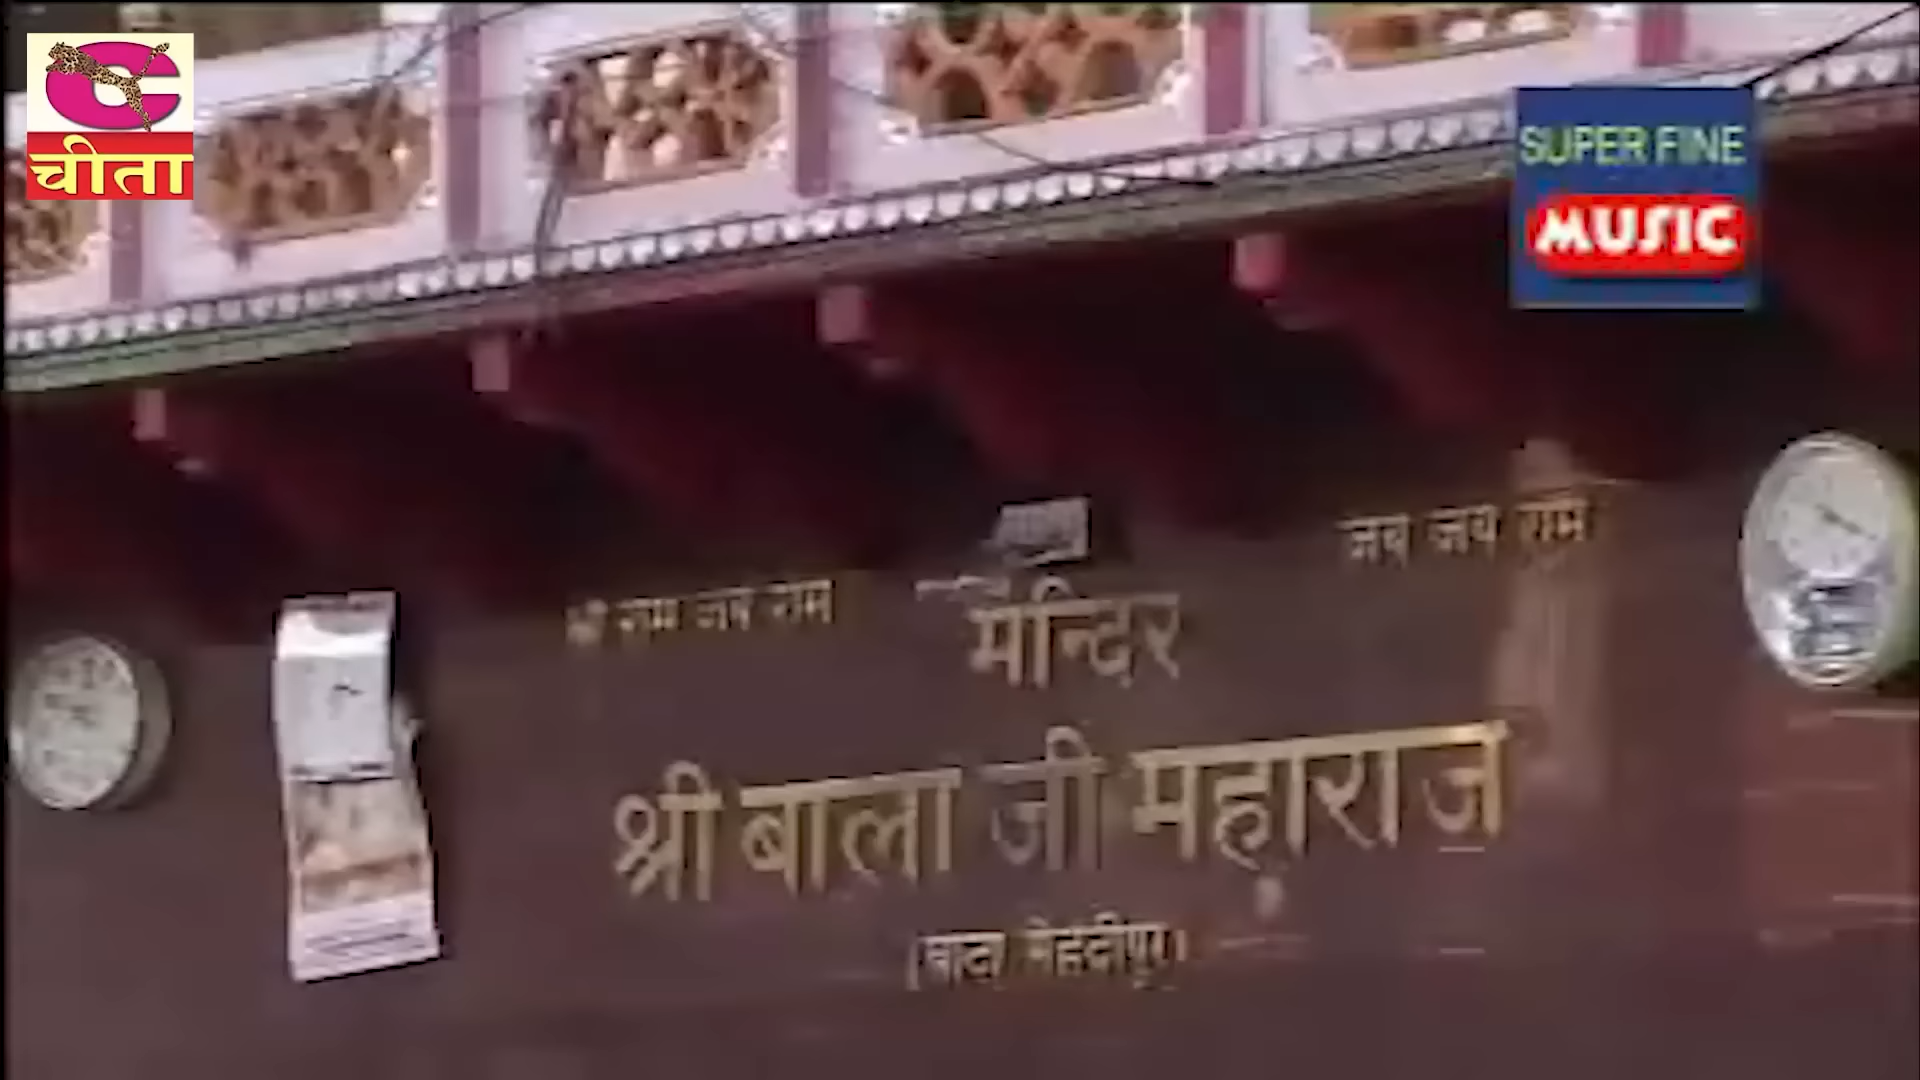 चीता
SUPER FINE
MUSIC
श्री राम जय राम
जय जय राम
मन्दिर
श्री बाला जी महाराज
(घाटा मेहंदीपुर)